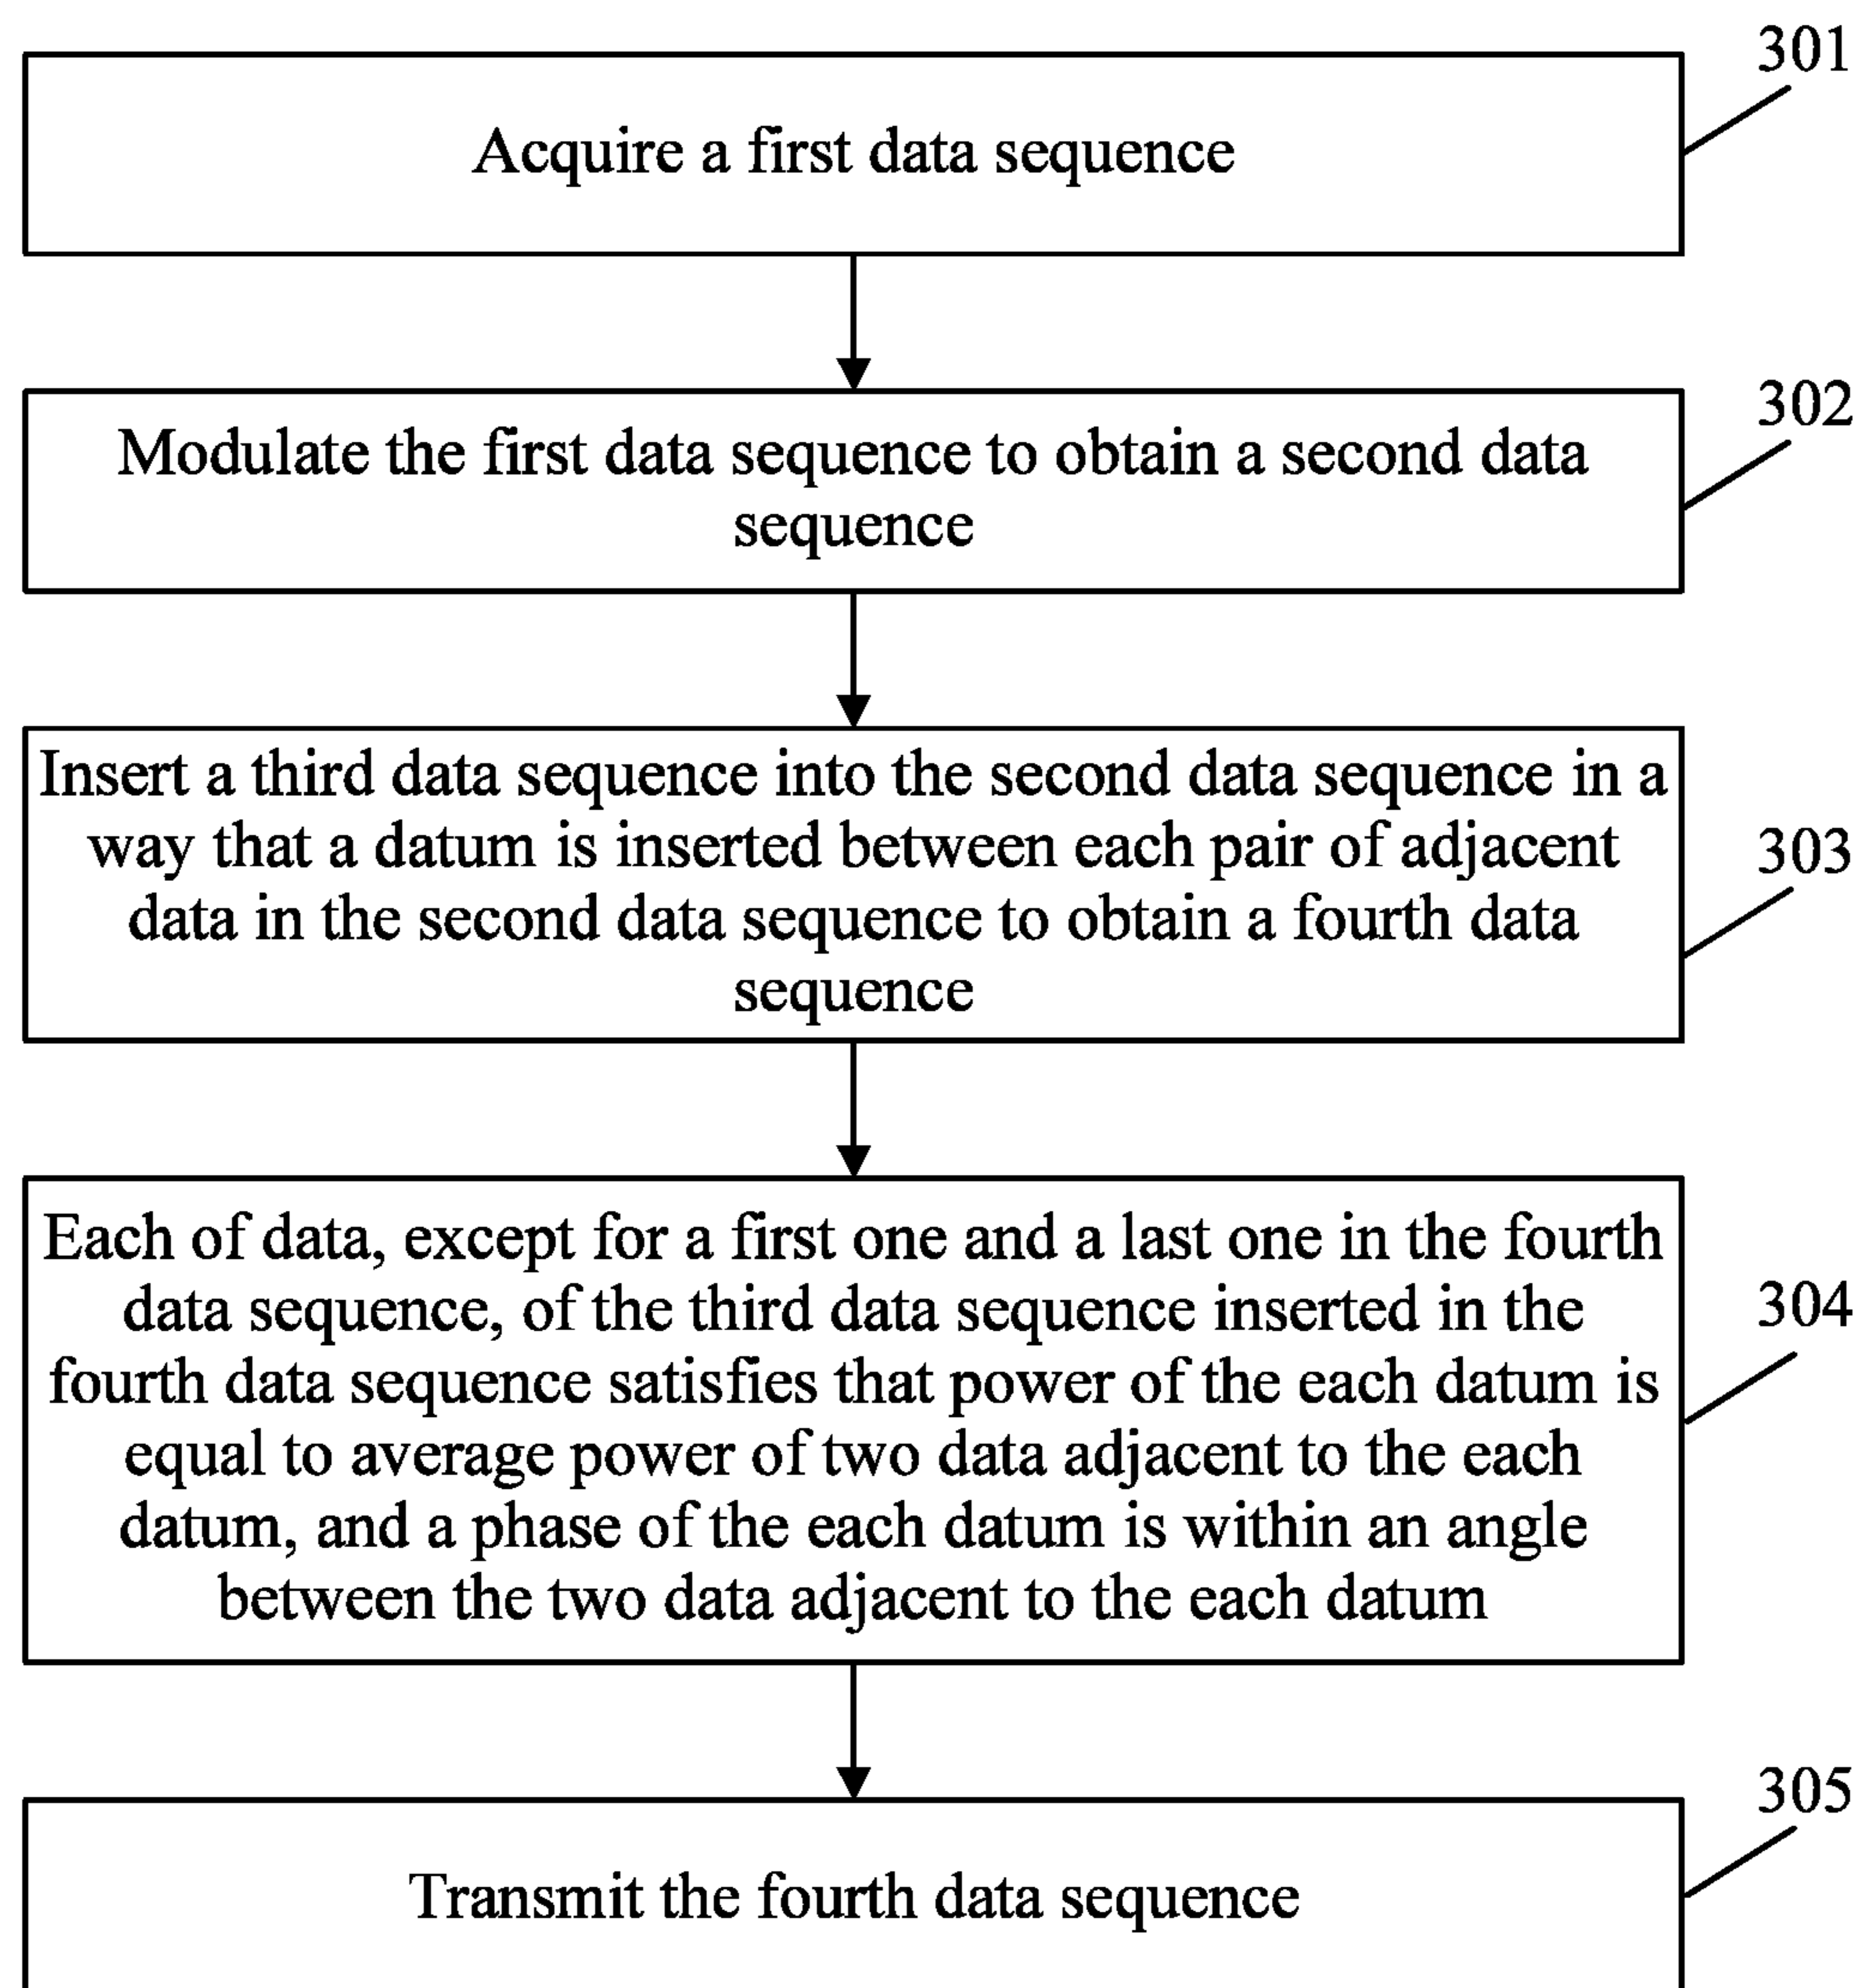 301
Acquire a first data sequence
302
Modulate the first data sequence to obtain a second data
sequence
Insert a third data sequence into the second data sequence in a
way that a datum is inserted between each pair of adjacent
303
data in the second data sequence to obtain a fourth data
sequence
Each of data, except for a first one and a last one in the fourth
data sequence, of the third data sequence inserted in the
304
fourth data sequence satisfies that power of the each datum is
equal to average power of two data adjacent to the each
datum, and a phase of the each datum is within an angle
between the two data adjacent to the each datum
305
Transmit the fourth data sequence